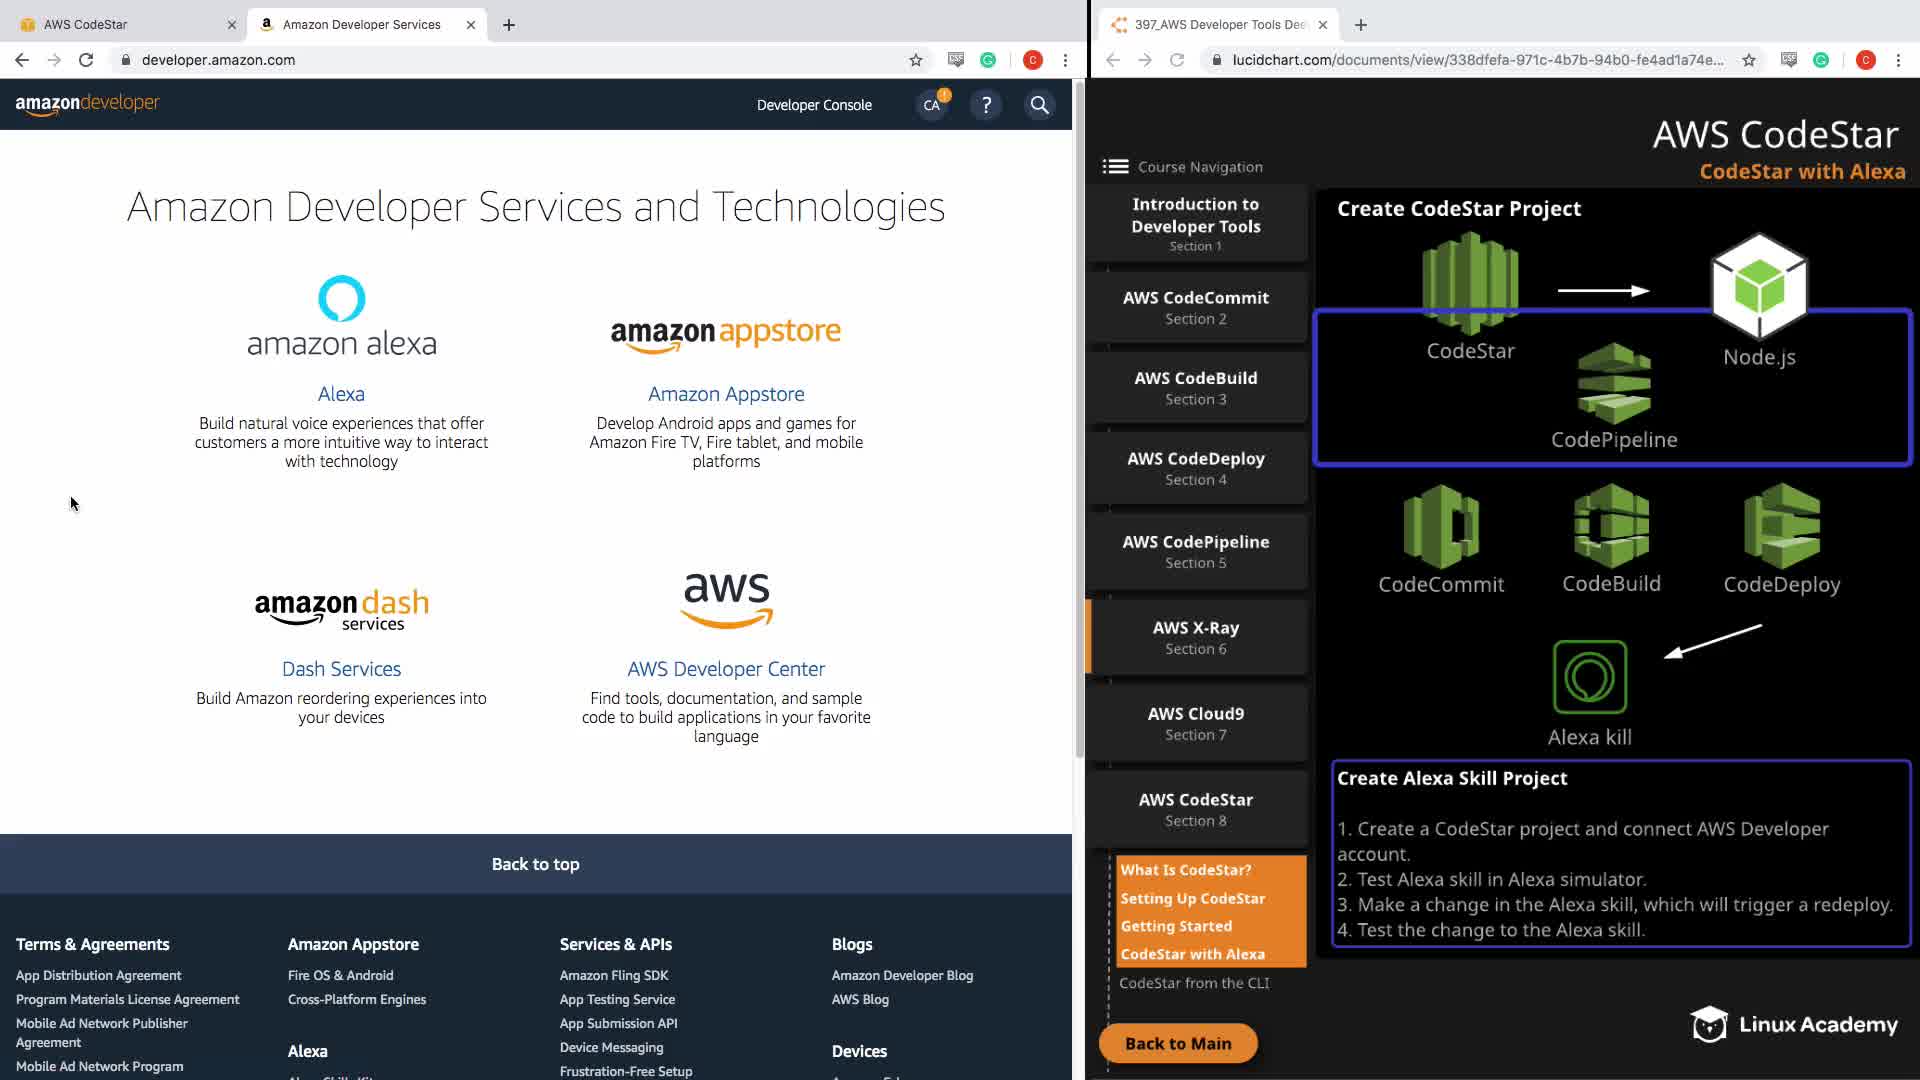 AWS CodeStar
Amazon Developer Services
developer.amazon.com
amazondeveloper
Developer Console
CA
!
?
Amazon Developer Services and Technologies
amazon alexa
Alexa
Build natural voice experiences that offer
customers a more intuitive way to interact
with technology
amazon appstore
Amazon Appstore
Develop Android apps and games for
Amazon Fire TV, Fire tablet, and mobile
platforms
amazon dash
services
Dash Services
Build Amazon reordering experiences into
your devices
aws
AWS Developer Center
Find tools, documentation, and sample
code to build applications in your favorite
language
Back to top
Terms & Agreements
App Distribution Agreement
Program Materials License Agreement
Mobile Ad Network Publisher
Agreement
Mobile Ad Network Program
Amazon Appstore
Fire OS & Android
Cross-Platform Engines
Alexa
Services & APIs
Amazon Fling SDK
App Testing Service
App Submission API
Device Messaging
Frustration-Free Setup
Blogs
Amazon Developer Blog
AWS Blog
Devices
397_AWS Developer Tools Dee
lucidchart.com/documents/view/338dfefa-971c-4b7b-94b0-fe4ad1a74e...
AWS CodeStar
CodeStar with Alexa
Course Navigation
Introduction to
Developer Tools
Section 1
AWS CodeCommit
Section 2
AWS CodeBuild
Section 3
AWS CodeDeploy
Section 4
AWS CodePipeline
Section 5
AWS X-Ray
Section 6
AWS Cloud9
Section 7
AWS CodeStar
Section 8
What Is CodeStar?
Setting Up CodeStar
Getting Started
CodeStar with Alexa
CodeStar from the CLI
Back to Main
Create CodeStar Project
CodeStar
Node.js
CodePipeline
CodeCommit
CodeBuild
CodeDeploy
Alexa kill
Create Alexa Skill Project
1. Create a CodeStar project and connect AWS Developer
account.
2. Test Alexa skill in Alexa simulator.
3. Make a change in the Alexa skill, which will trigger a redeploy.
4. Test the change to the Alexa skill.
Linux Academy